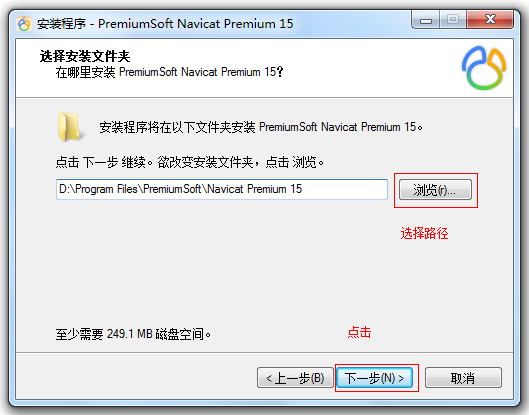 安装程序 - PremiumSoft Navicat Premium 15
选择安装文件夹
在哪里安装 PremiumSoft Navicat Premium 15?
安装程序将在以下文件夹安装 PremiumSoft Navicat Premium 15。
点击 下一步 继续。欲改变安装文件夹，点击 浏览。
D:\Program Files\PremiumSoft\Navicat Premium 15
浏览(r)...
选择路径
至少需要 249.1 MB 磁盘空间。
点击
< 上一步(B)
下一步(N) >
取消